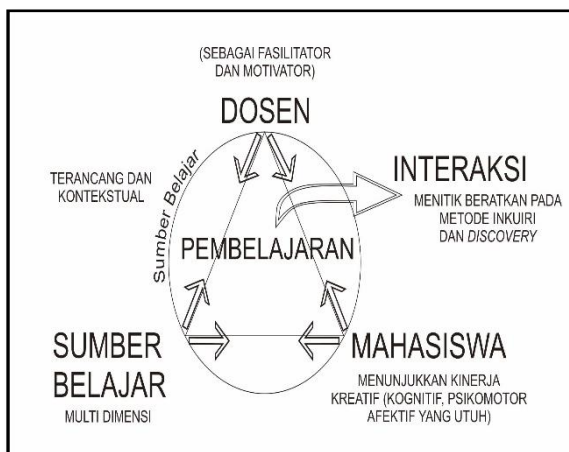 (SEBAGAI FASILITATOR
DAN MOTIVATOR)
DOSEN
Sumber Belajar
TERANCANG DAN
KONTEKSTUAL
INTERAKSI
MENITIK BERATKAN PADA
METODE INKUIRI
DAN DISCOVERY
PEMBELAJARAN
SUMBER
BELAJAR
MULTI DIMENSI
MAHASISWA
MENUNJUKKAN KINERJA
KREATIF (KOGNITIF, PSIKOMOTOR
AFEKTIF YANG UTUH)